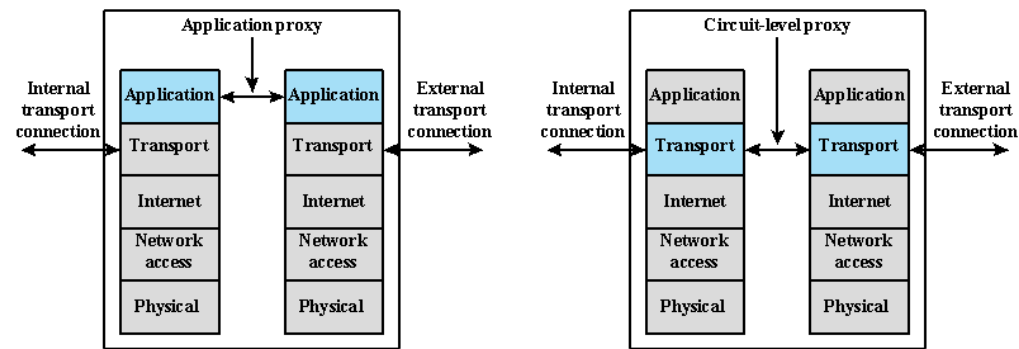 Application proxy
Internal
transport
connection
Application
Application
External
transport
connection
Transport
Transport
Internet
Internet
Network
access
Network
access
Physical
Physical
Circuit-level proxy
Internal
transport
connection
Application
Application
External
transport
connection
Transport
Transport
Internet
Internet
Network
access
Network
access
Physical
Physical